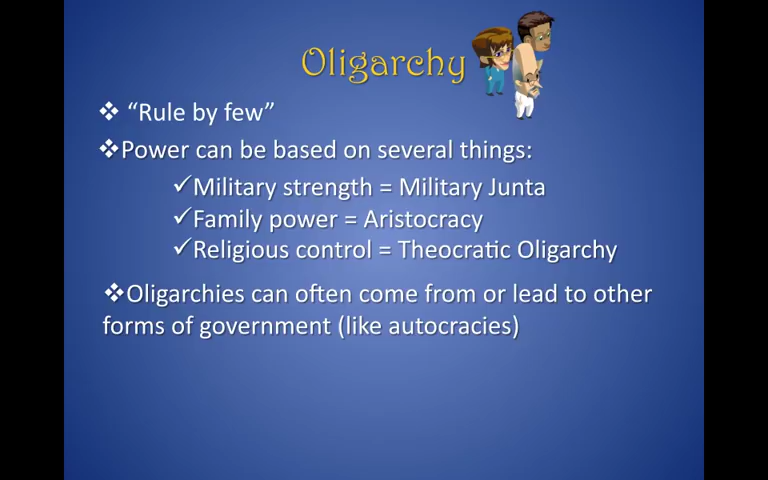 Oligarchy
❖ “Rule by few”
❖Power can be based on several things:
✓Military strength = Military Junta
✓Family power = Aristocracy
✓Religious control = Theocratic Oligarchy
❖Oligarchies can often come from or lead to other
forms of government (like autocracies)